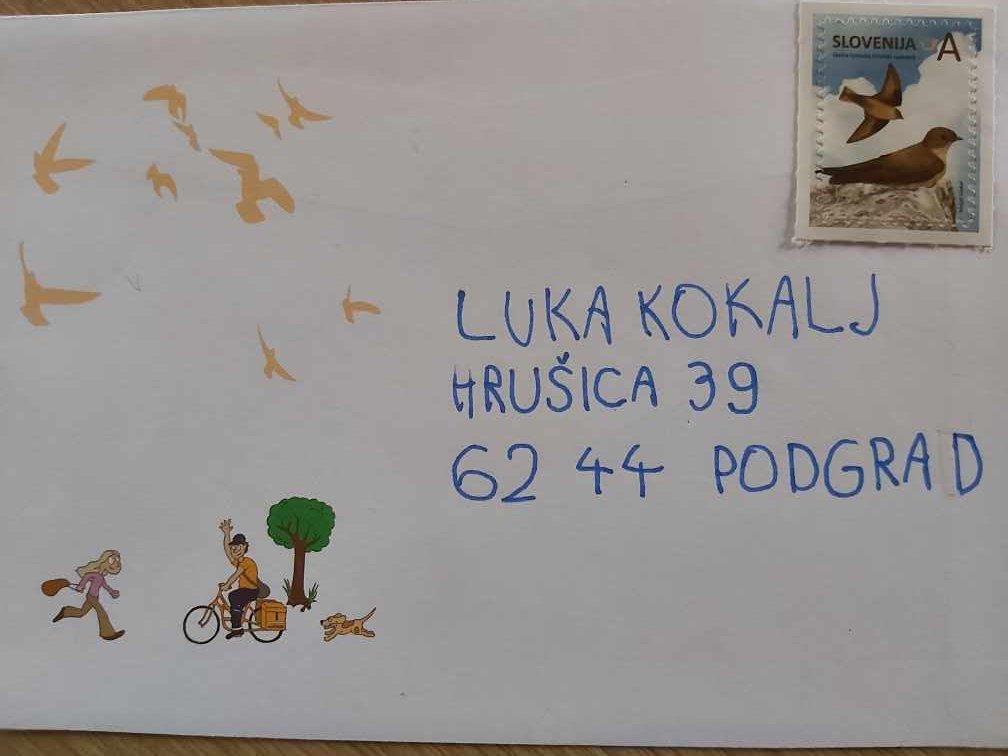 SLOVENIJA A
LUKA KOKALJ
HRUŠICA 39
62 44 PODGRAD